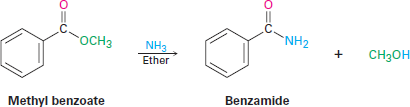 O
C
OCH3
NH3
Ether
O
C
NH2
+
CH3OH
Methyl benzoate
Benzamide